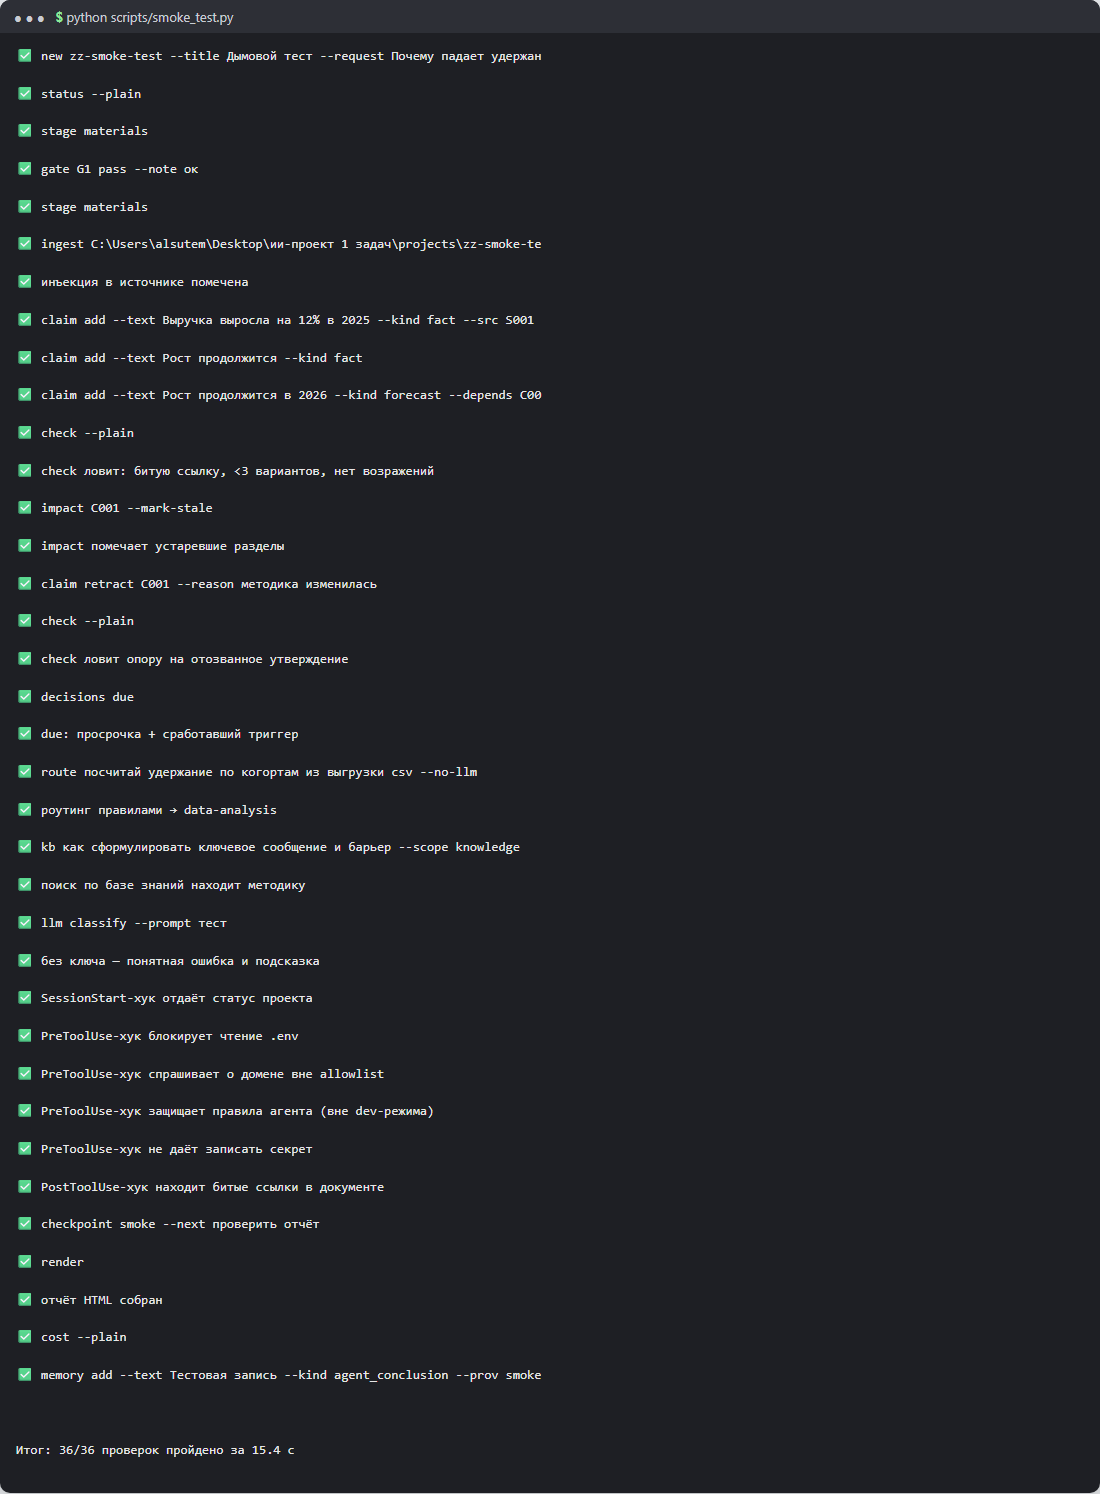 $ python scripts/smoke_test.py
✅ new zz-smoke-test --title Дымовой тест --request Почему падает удержан
✅ status --plain
✅ stage materials
✅ gate G1 pass --note ок
✅ stage materials
✅ ingest C:\Users\alsutem\Desktop\ии-проект 1 задач\projects\zz-smoke-te
✅ инъекция в источнике помечена
✅ claim add --text Выручка выросла на 12% в 2025 --kind fact --src S001
✅ claim add --text Рост продолжится --kind fact
✅ claim add --text Рост продолжится в 2026 --kind forecast --depends C00
✅ check --plain
✅ check ловит: битую ссылку, <3 вариантов, нет возражений
✅ impact C001 --mark-stale
✅ impact помечает устаревшие разделы
✅ claim retract C001 --reason методика изменилась
✅ check --plain
✅ check ловит опору на отозванное утверждение
✅ decisions due
✅ due: просрочка + сработавший триггер
✅ route посчитай удержание по когортам из выгрузки csv --no-llm
✅ роутинг правилами → data-analysis
✅ kb как сформулировать ключевое сообщение и барьер --scope knowledge
✅ поиск по базе знаний находит методику
✅ llm classify --prompt тест
✅ без ключа — понятная ошибка и подсказка
✅ SessionStart-хук отдаёт статус проекта
✅ PreToolUse-хук блокирует чтение .env
✅ PreToolUse-хук спрашивает о домене вне allowlist
✅ PreToolUse-хук защищает правила агента (вне dev-режима)
✅ PreToolUse-хук не даёт записать секрет
✅ PostToolUse-хук находит битые ссылки в документе
✅ checkpoint smoke --next проверить отчёт
✅ render
✅ отчёт HTML собран
✅ cost --plain
✅ memory add --text Тестовая запись --kind agent_conclusion --prov smoke
Итог: 36/36 проверок пройдено за 15.4 с